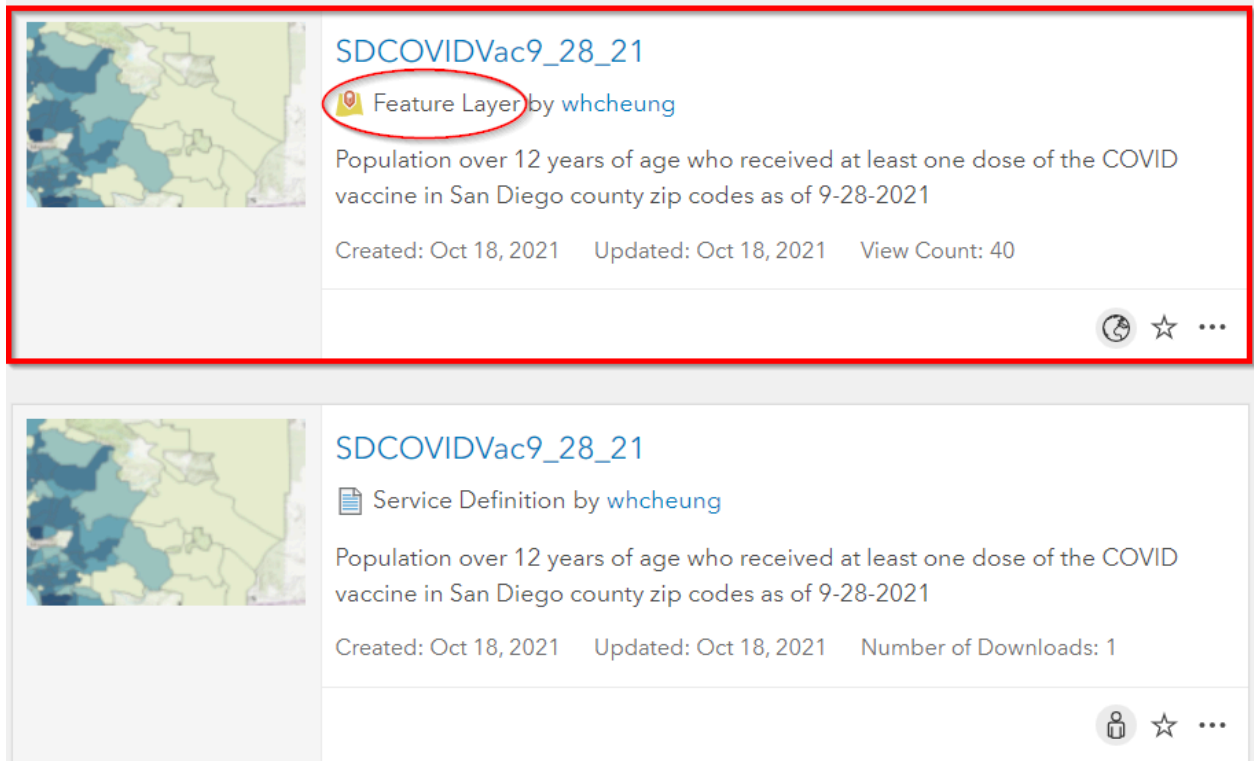 SDCOVIDVac9_28_21
Feature Layer by whcheung
Population over 12 years of age who received at least one dose of the COVID
vaccine in San Diego county zip codes as of 9-28-2021
Created: Oct 18, 2021 Updated: Oct 18, 2021 View Count: 40
SDCOVIDVac9_28_21
Service Definition by whcheung
Population over 12 years of age who received at least one dose of the COVID
vaccine in San Diego county zip codes as of 9-28-2021
Created: Oct 18, 2021 Updated: Oct 18, 2021 Number of Downloads: 1